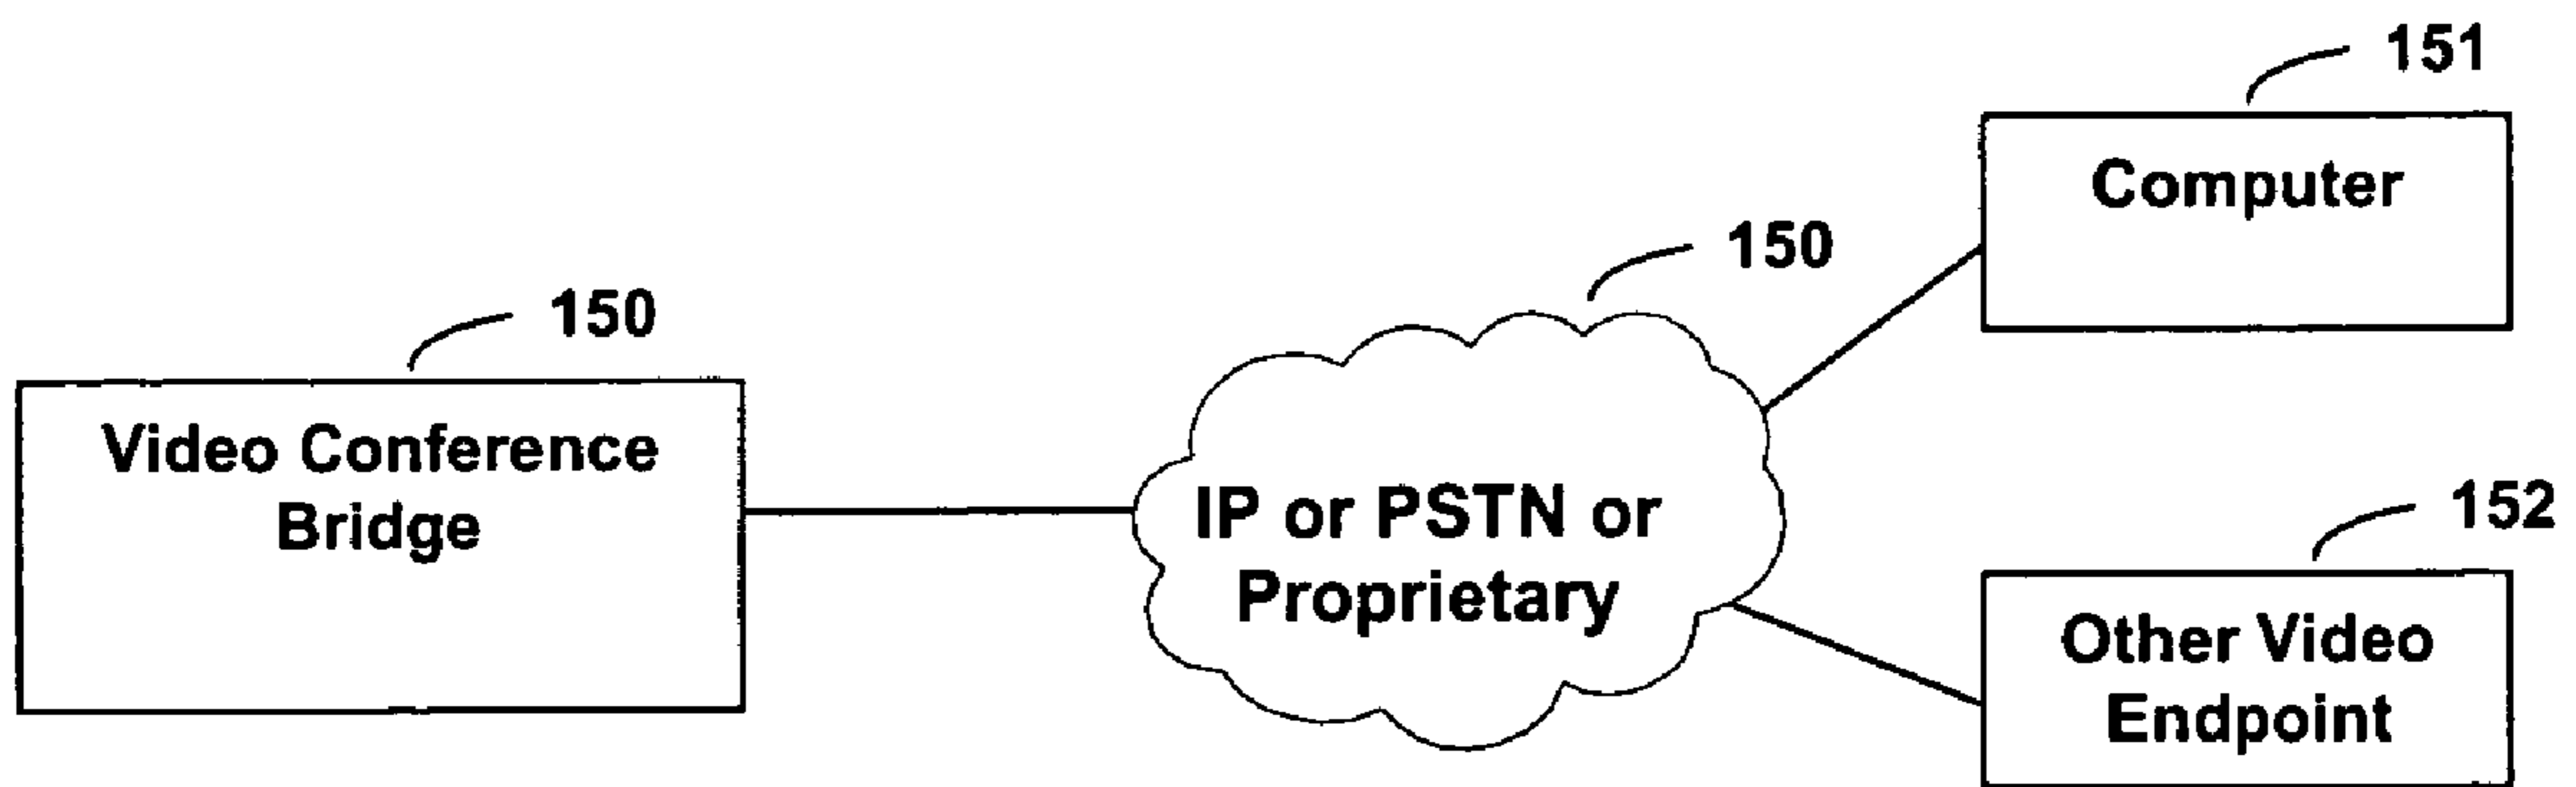 151
Computer
150
150
Video Conference
Bridge
IP or PSTN or
Proprietary
152
Other Video
Endpoint